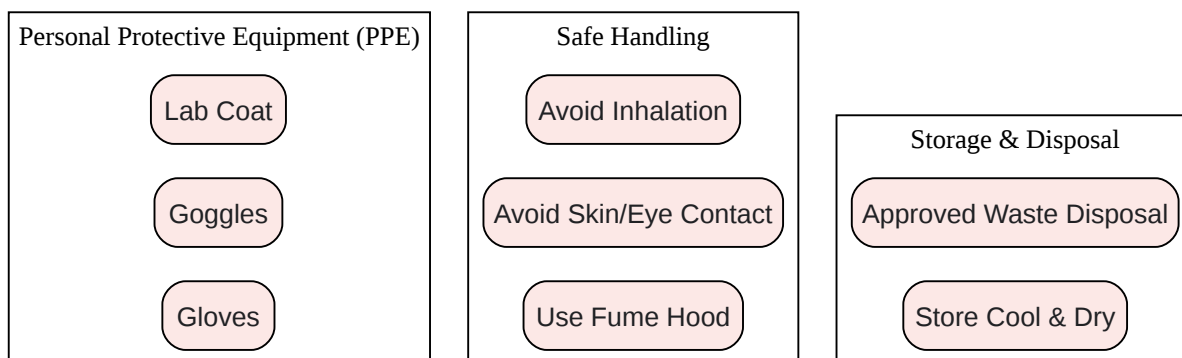 Personal Protective Equipment (PPE)
Lab Coat
Goggles
Gloves
Safe Handling
Avoid Inhalation
Avoid Skin/Eye Contact
Use Fume Hood
Storage & Disposal
Approved Waste Disposal
Store Cool & Dry